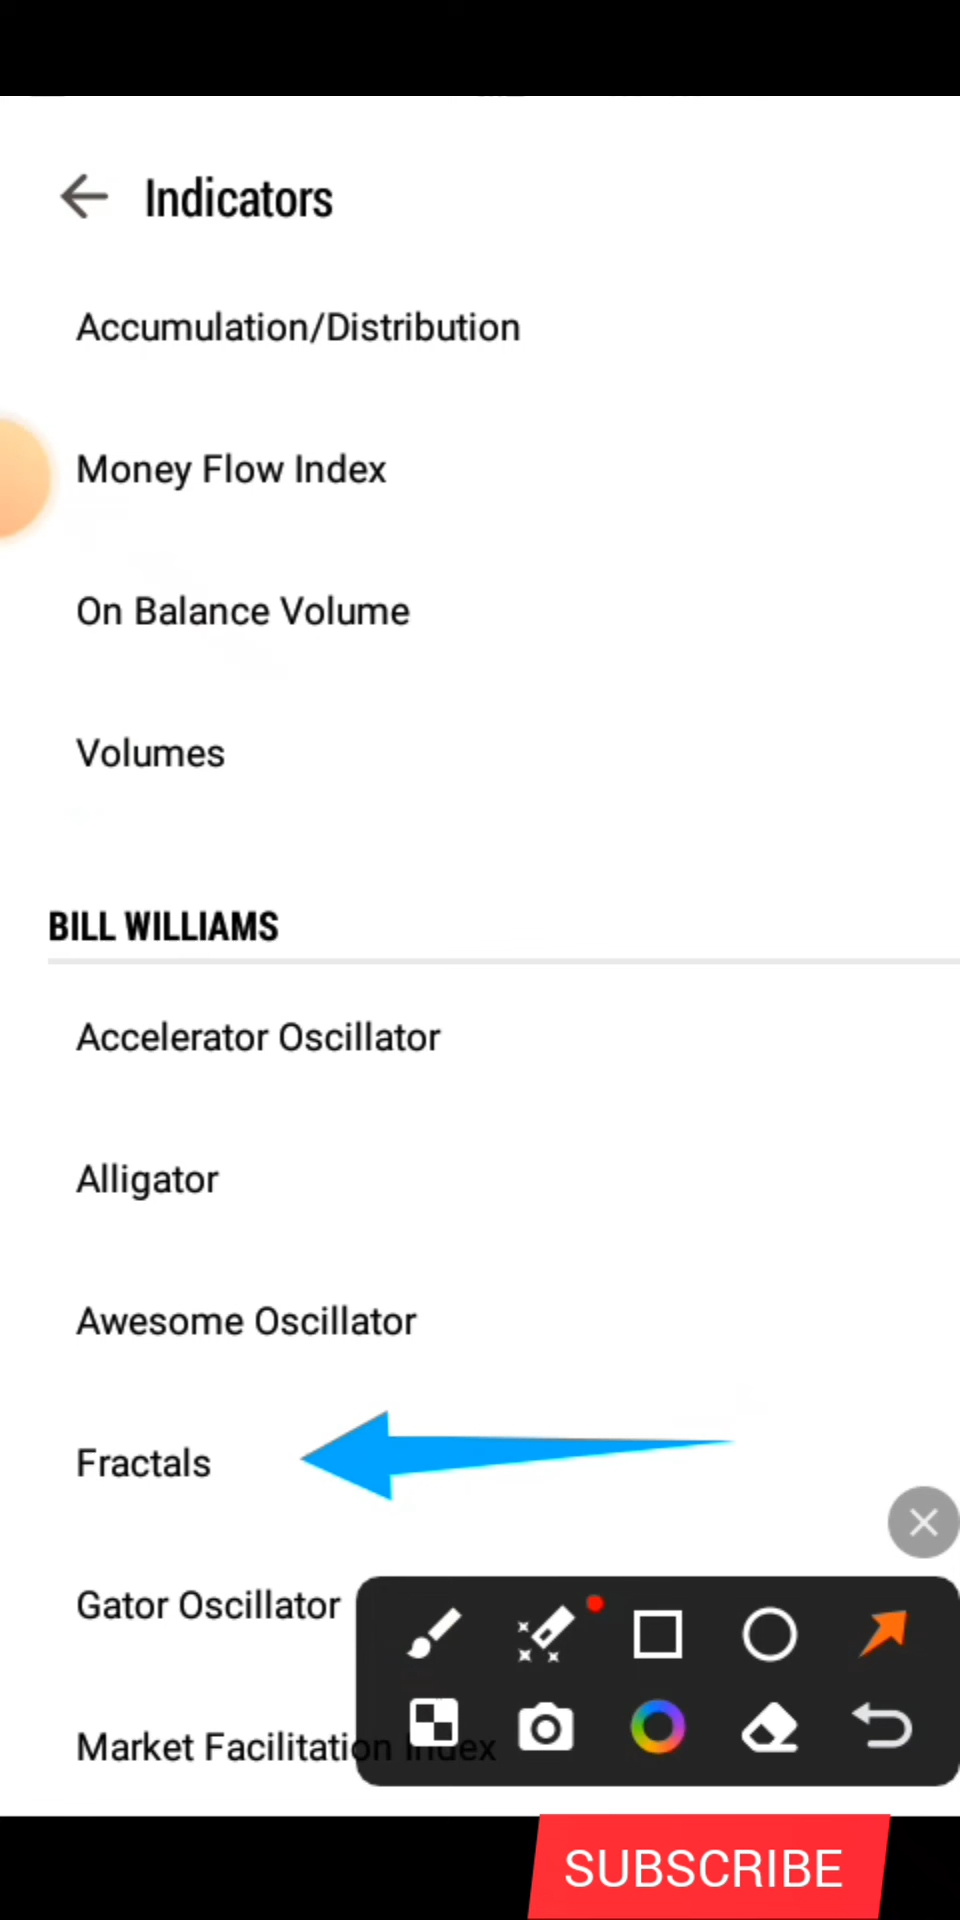 Indicators
Accumulation/Distribution
Money Flow Index
On Balance Volume
Volumes
BILL WILLIAMS
Accelerator Oscillator
Alligator
Awesome Oscillator
Fractals
Gator Oscillator
Market Facilitation Index
SUBSCRIBE